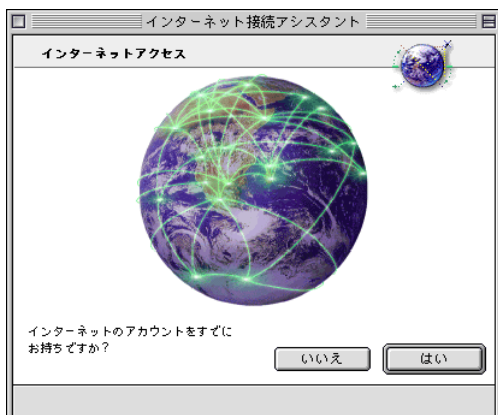 インターネット接続アシスタント
インターネットアクセス
インターネットのアカウントをすでに
お持ちですか？
いいえ
はい